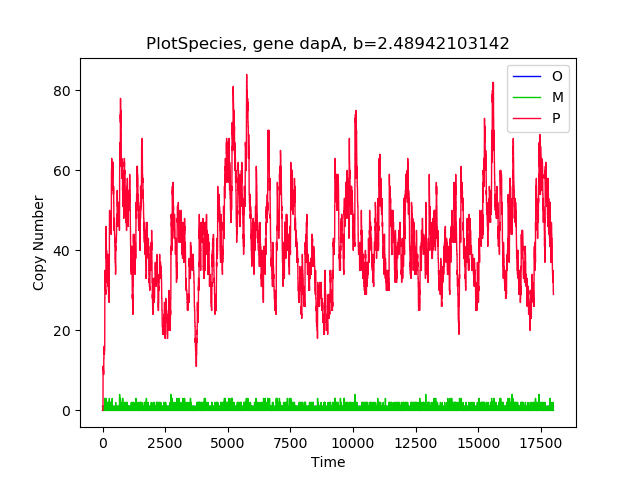 PlotSpecies, gene dapA, b=2.48942103142
O
M
P
80
60
40
20
0
Copy Number
0 2500 5000 7500 10000 12500 15000 17500
Time